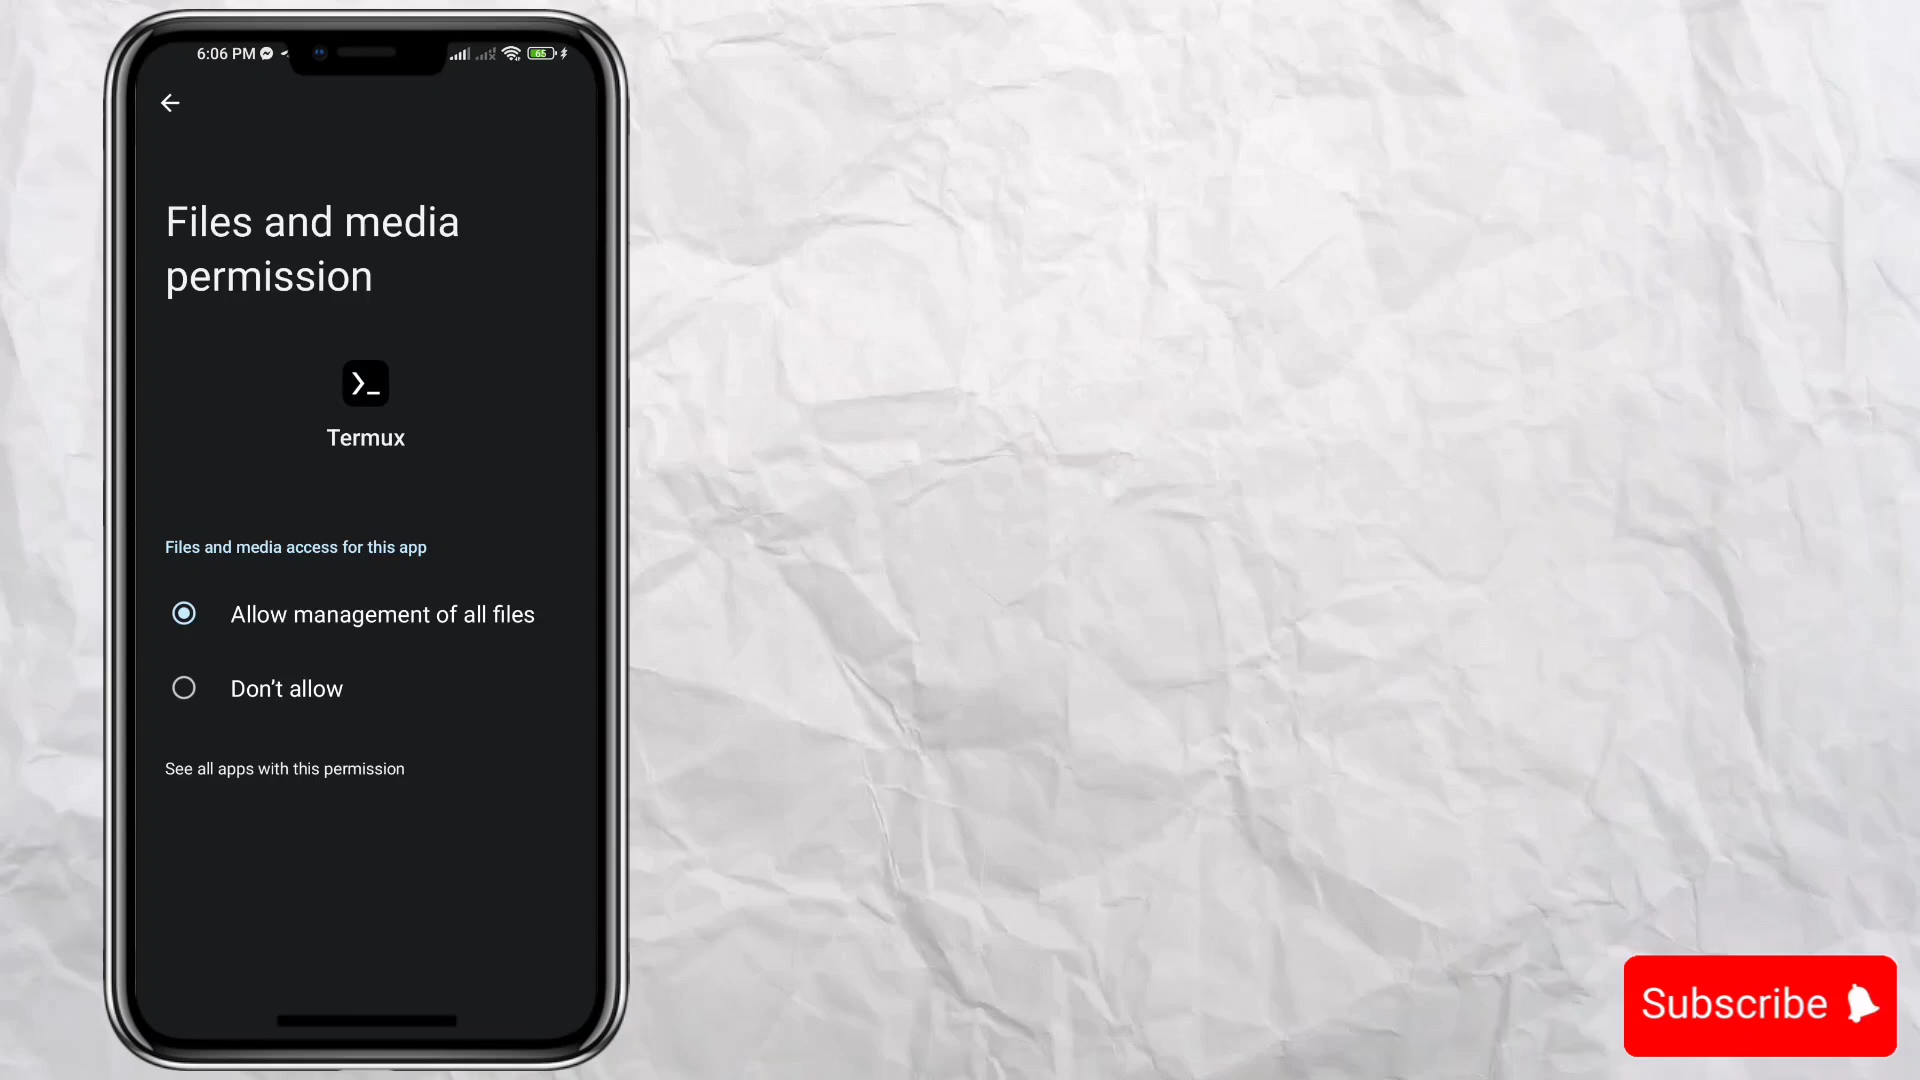 6:06 PM
65
Files and media
permission
Termux
Files and media access for this app
Allow management of all files
Don’t allow
See all apps with this permission
Subscribe